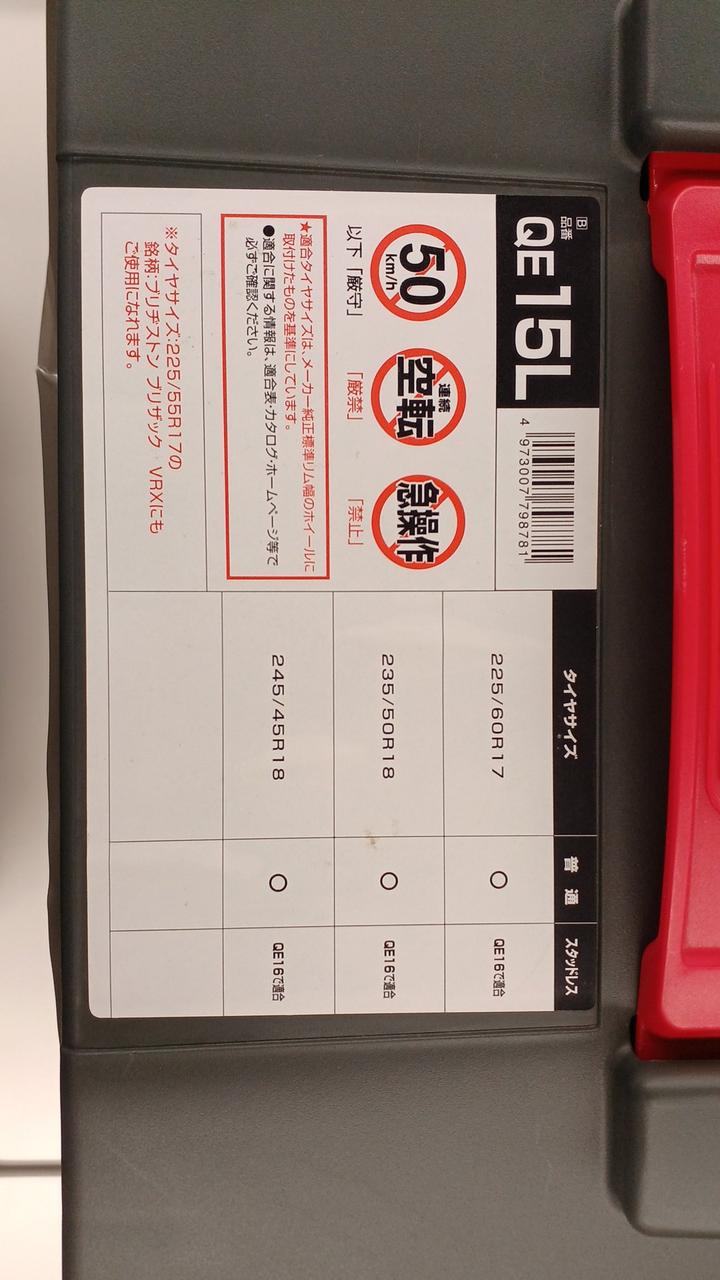 B
品番
QE15L
4 973007 798781
50
km/h
以下「厳守」
連続
空転
「厳禁」
急操作
「禁止」
★適合タイヤサイズは、メーカー純正標準リム幅のホイールに
取付けたものを基準にしています。
●適合に関する情報は、適合表・カタログ・ホームページ等で
必ずご確認ください。
※タイヤサイズ:225/55R17の
銘柄:ブリヂストン ブリザック VRXにも
ご使用になれます。
タイヤサイズ 普通 スタッドレス
225/60R17 ○ QE16で適合
235/50R18 ○ QE16で適合
245/45R18 ○ QE16で適合